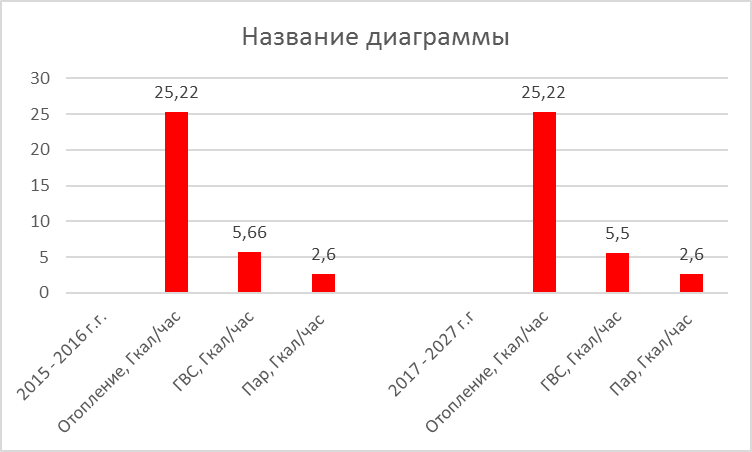 Название диаграммы
30
25
20
15
10
5
0
25,22
5,66
2,6
25,22
5,5
2,6
2015 - 2016 г.г.
Отопление, Гкал/час
ГВС, Гкал/час
Пар, Гкал/час
2017 - 2027 г.г
Отопление, Гкал/час
ГВС, Гкал/час
Пар, Гкал/час